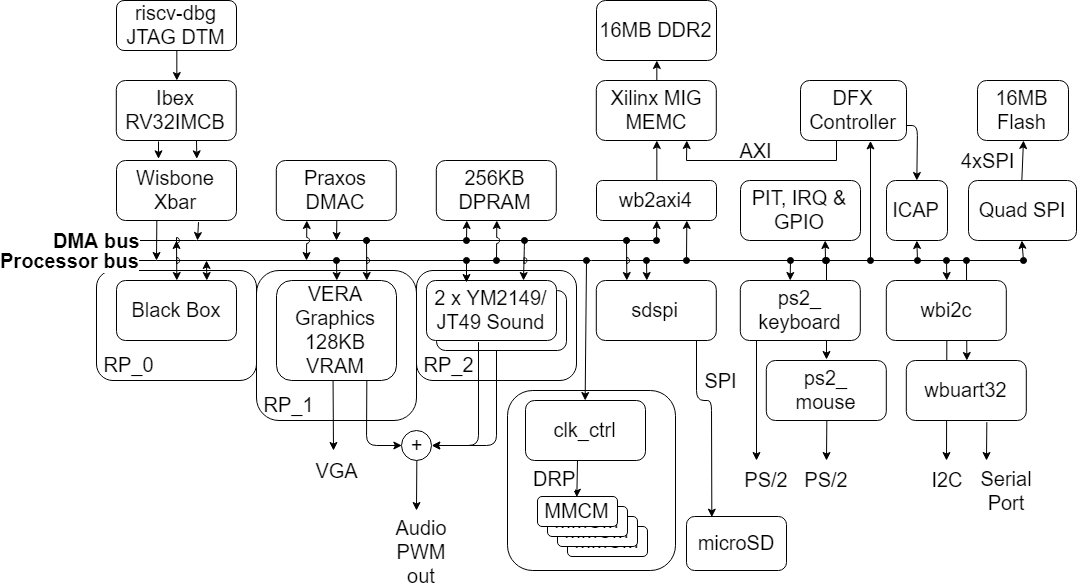 riscv-dbg
JTAG DTM
16MB DDR2
Ibex
RV32IMCB
Xilinx MIG
MEMC
DFX
Controller
16MB
Flash
AXI
4xSPI
Wisbone
Xbar
Praxos
DMAC
256KB
DPRAM
wb2axi4
PIT, IRQ &
GPIO
ICAP
Quad SPI
DMA bus
Processor bus
Black Box
VERA
Graphics
128KB
VRAM
2 x YM2149/
JT49 Sound
sdspi
ps2_
keyboard
wbi2c
RP_0
RP_1
RP_2
SPI
ps2_
mouse
wbuart32
clk_ctrl
+
VGA
DRP
PS/2
PS/2
I2C
Serial
Port
MMCM
Audio
PWM
out
microSD